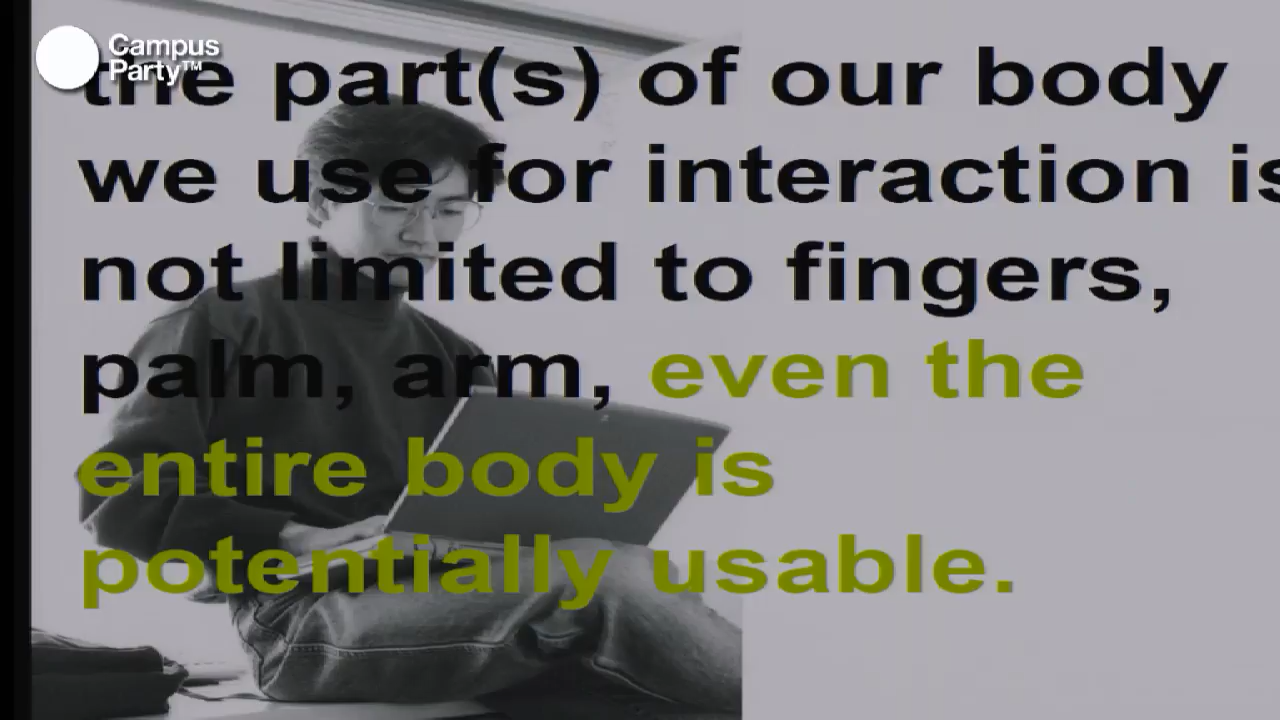 Campus
Party™
the part(s) of our body
we use for interaction is
not limited to fingers,
palm, arm, even the
entire body is
potentially usable.